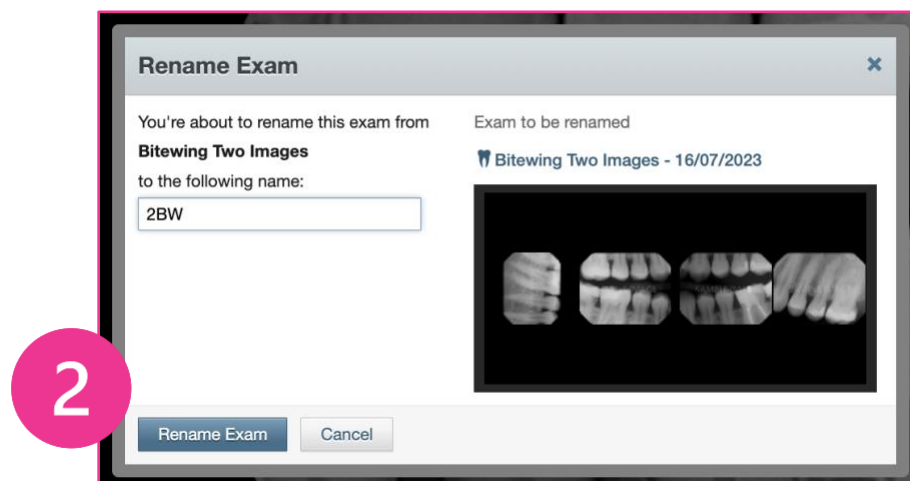 Rename Exam
You're about to rename this exam from
Bitewing Two Images
to the following name:
2BW
Exam to be renamed
Bitewing Two Images - 16/07/2023
2
Rename Exam
Cancel